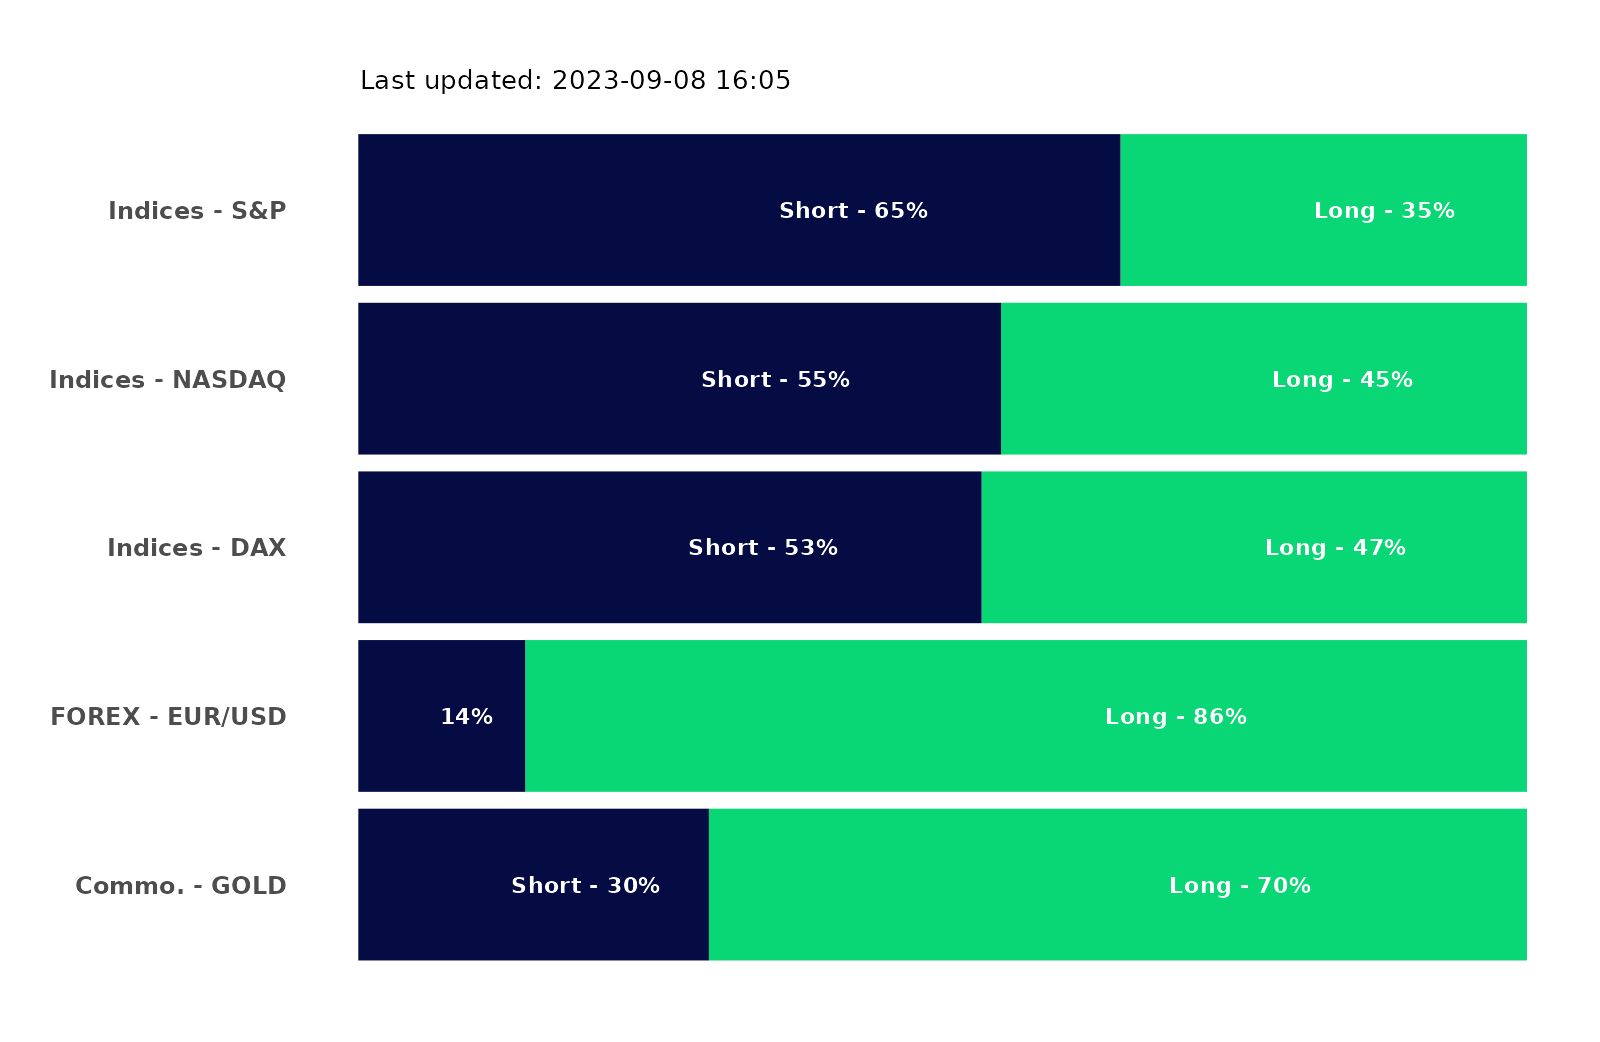 Last updated: 2023-09-08 16:05
Indices - S&P Short - 65% Long - 35%
Indices - NASDAQ Short - 55% Long - 45%
Indices - DAX Short - 53% Long - 47%
FOREX - EUR/USD 14% Long - 86%
Commo. - GOLD Short - 30% Long - 70%